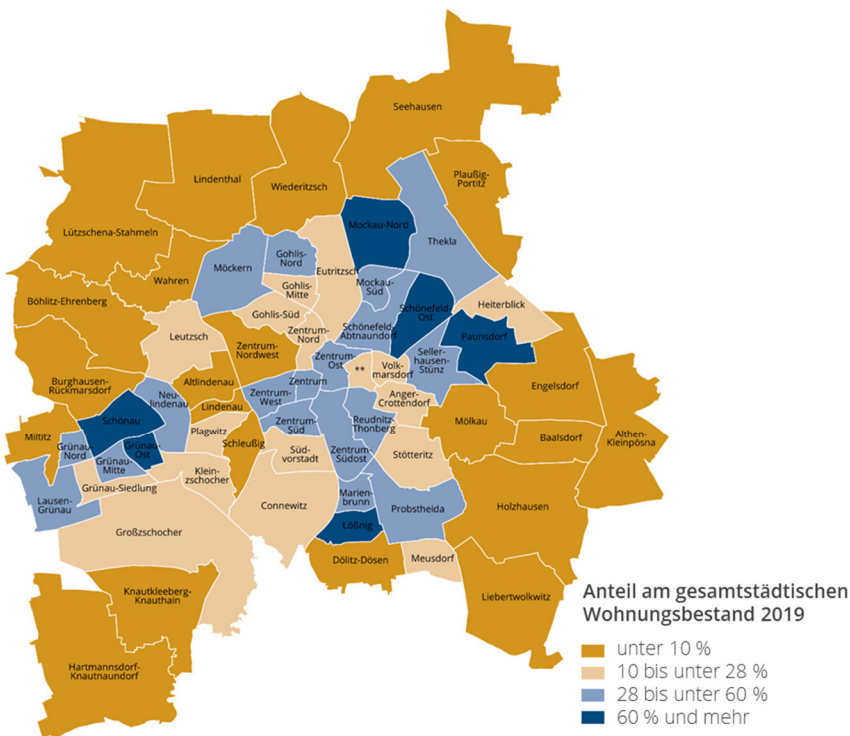 Seehausen
Plaußig-
Portitz
Lindenthal
Wiederitzsch
Mockau-Nord
Thekla
Lützschena-Stahmeln
Gohlis-
Nord
Möckern
Eutritzsch
Wahren
Mockau-
Süd
Gohlis-
Mitte
Böhlitz-Ehrenberg
Heiterblick
Schönefeld-
Ost
Gohlis-Süd
Schönefeld-
Abtnaundorf
Leutzsch
Zentrum-
Nord
Paunsdorf
Zentrum-
Nordwest
Zentrum-
Ost
**
Volk-
marsdorf
Seller-
hausen-
Stünz
Burghausen-
Rückmarsdorf
Altlindenau
Zentrum
Engelsdorf
Neu-
lindenau
Zentrum-
West
Anger-
Crottendorf
Lindenau
Schönau
Mölkau
Zentrum-
Süd
Reudnitz-
Thonberg
Plagwitz
Miltitz
Schleußig
Baalsdorf
Althen-
Kleinpösna
Grünau-
Nord
Grünau-
Ost
Stötteritz
Süd-
vorstadt
Zentrum-
Südost
Grünau-
Mitte
Klein-
zschocher
Grünau-Siedlung
Marien-
brunn
Lausen-
Grünau
Connewitz
Probstheida
Holzhausen
Lößnig
Großzschocher
Dölitz-Dösen
Meusdorf
Knautkleeberg-
Knauthain
Liebertwolkwitz
Hartmannsdorf-
Knautnaundorf
Anteil am gesamtstädtischen
Wohnungsbestand 2019
unter 10 %
10 bis unter 28 %
28 bis unter 60 %
60 % und mehr